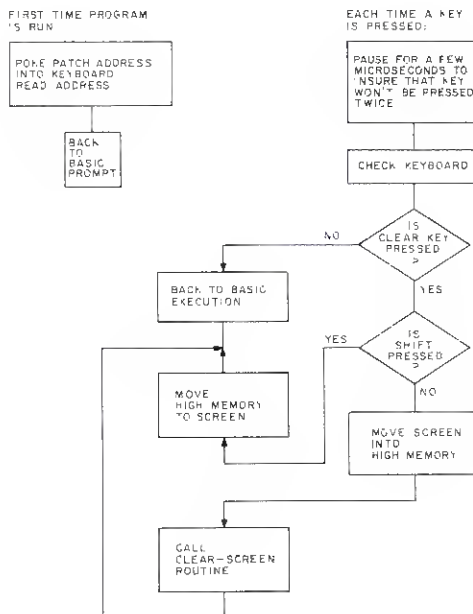 FIRST TIME PROGRAM
IS RUN
POKE PATCH ADDRESS
INTO KEYBOARD
READ ADDRESS
BACK
TO
BASIC
PROMPT
EACH TIME A KEY
IS PRESSED:
PAUSE FOR A FEW
MICROSECONDS TO
INSURE THAT KEY
WON'T BE PRESSED
TWICE
CHECK KEYBOARD
IS
CLEAR KEY
PRESSED
?
NO
YES
BACK TO BASIC
EXECUTION
IS
SHIFT
PRESSED
?
YES
NO
MOVE
HIGH MEMORY
TO SCREEN
MOVE SCREEN
INTO
HIGH MEMORY
CALL
CLEAR-SCREEN
ROUTINE